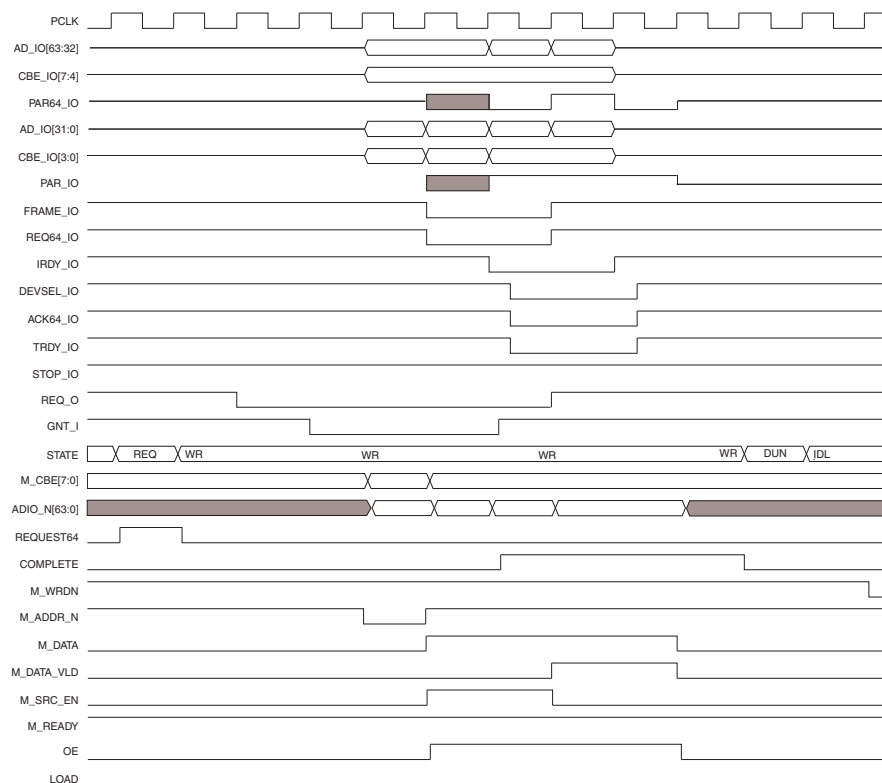 PCLK
AD_IO[63:32]
CBE_IO[7:4]
PAR64_IO
AD_IO[31:0]
CBE_IO[3:0]
PAR_IO
FRAME_IO
REQ64_IO
IRDY_IO
DEVSEL_IO
ACK64_IO
TRDY_IO
STOP_IO
REQ_O
GNT_I
STATE REQ WR WR WR WR DUN IDL
M_CBE[7:0]
ADIO_N[63:0]
REQUEST64
COMPLETE
M_WRDN
M_ADDR_N
M_DATA
M_DATA_VLD
M_SRC_EN
M_READY
OE
LOAD